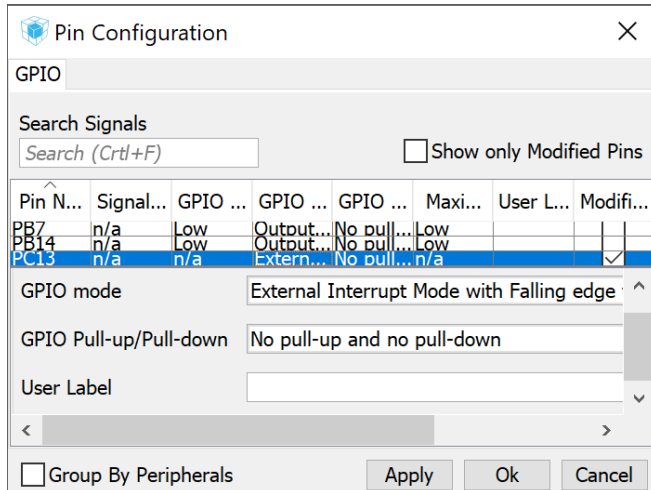 Pin Configuration
GPIO
Search Signals
Search (Crtl+F)
Show only Modified Pins
Pin N... Signal... GPIO ... GPIO ... GPIO ... Maxi... User L... Modifi...
PB7 n/a Low Output... No pull... Low
PB14 n/a Low Output... No pull... Low
PC13 n/a n/a Extern... No pull... n/a
GPIO mode External Interrupt Mode with Falling edge
GPIO Pull-up/Pull-down No pull-up and no pull-down
User Label
Group By Peripherals Apply Ok Cancel